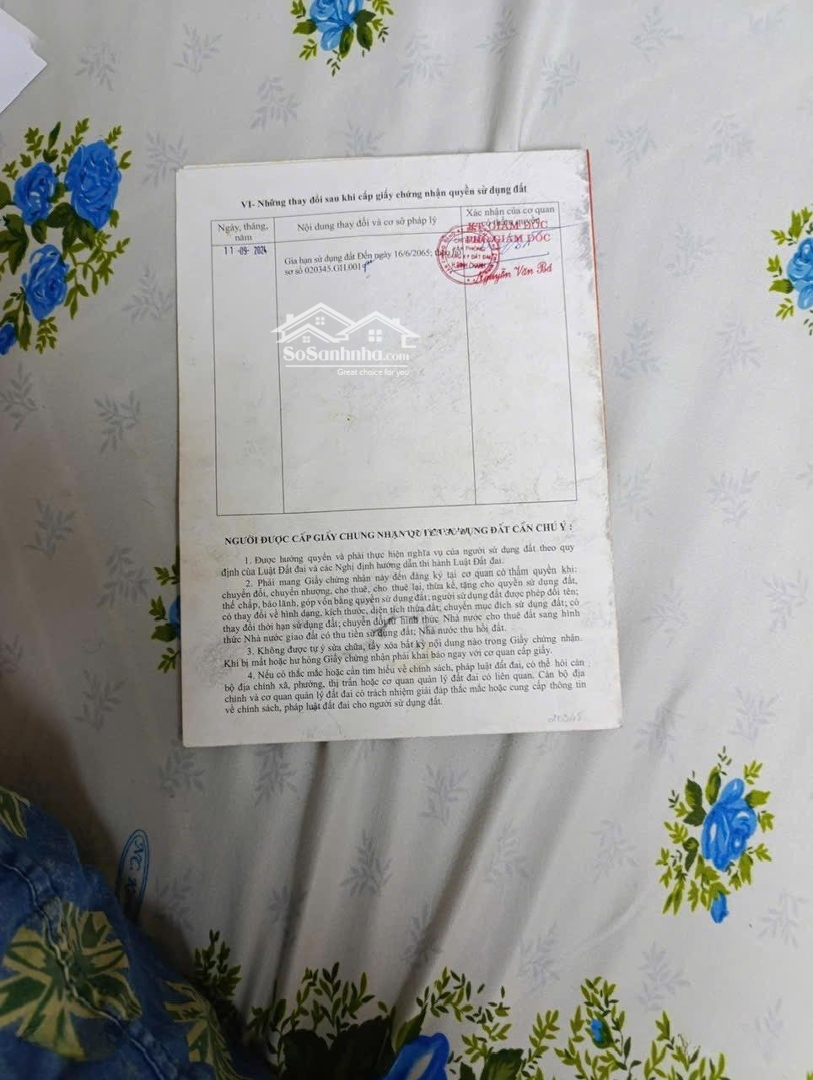 VI- Những thay đổi sau khi cấp giấy chứng nhận quyền sử dụng đất
Ngày, tháng, năm
Nội dung thay đổi và cơ sở pháp lý
Xác nhận của cơ quan có thẩm quyền
11-09-2024
Gia hạn sử dụng đất Đến ngày 16/6/2065; theo hồ
sơ số 020345.GH.001
KT.GIÁM ĐỐC
PHÓ GIÁM ĐỐC
Nguyễn Văn Bá
SoSanhnha.com
Great choice for you
NGƯỜI ĐƯỢC CẤP GIẤY CHỨNG NHẬN QUYỀN SỬ DỤNG ĐẤT CẦN CHÚ Ý :
1. Được hưởng quyền và phải thực hiện nghĩa vụ của người sử dụng đất theo quy
định của Luật Đất đai và các Nghị định hướng dẫn thi hành Luật Đất đai.
2. Phải mang Giấy chứng nhận này đến đăng ký tại cơ quan có thẩm quyền khi:
chuyển đổi, chuyển nhượng, cho thuê, cho thuê lại, thừa kế, tặng cho quyền sử dụng đất,
thế chấp, bảo lãnh, góp vốn bằng quyền sử dụng đất; người sử dụng đất được phép đổi tên;
có thay đổi về hình dạng, kích thước, diện tích thửa đất; chuyển mục đích sử dụng đất; có
thay đổi thời hạn sử dụng đất; chuyển đổi từ hình thức Nhà nước cho thuê đất sang hình
thức Nhà nước giao đất có thu tiền sử dụng đất; Nhà nước thu hồi đất.
3. Không được tự ý sửa chữa, tẩy xóa bất kỳ nội dung nào trong Giấy chứng nhận.
Khi bị mất hoặc hư hỏng Giấy chứng nhận phải khai báo ngay với cơ quan cấp giấy.
4. Nếu có thắc mắc hoặc cần tìm hiểu về chính sách, pháp luật đất đai, có thể hỏi cán
bộ địa chính xã, phường, thị trấn hoặc cơ quan quản lý đất đai có liên quan. Cán bộ địa
chính và cơ quan quản lý đất đai có trách nhiệm giải đáp thắc mắc hoặc cung cấp thông tin
về chính sách, pháp luật đất đai cho người sử dụng đất.
20345